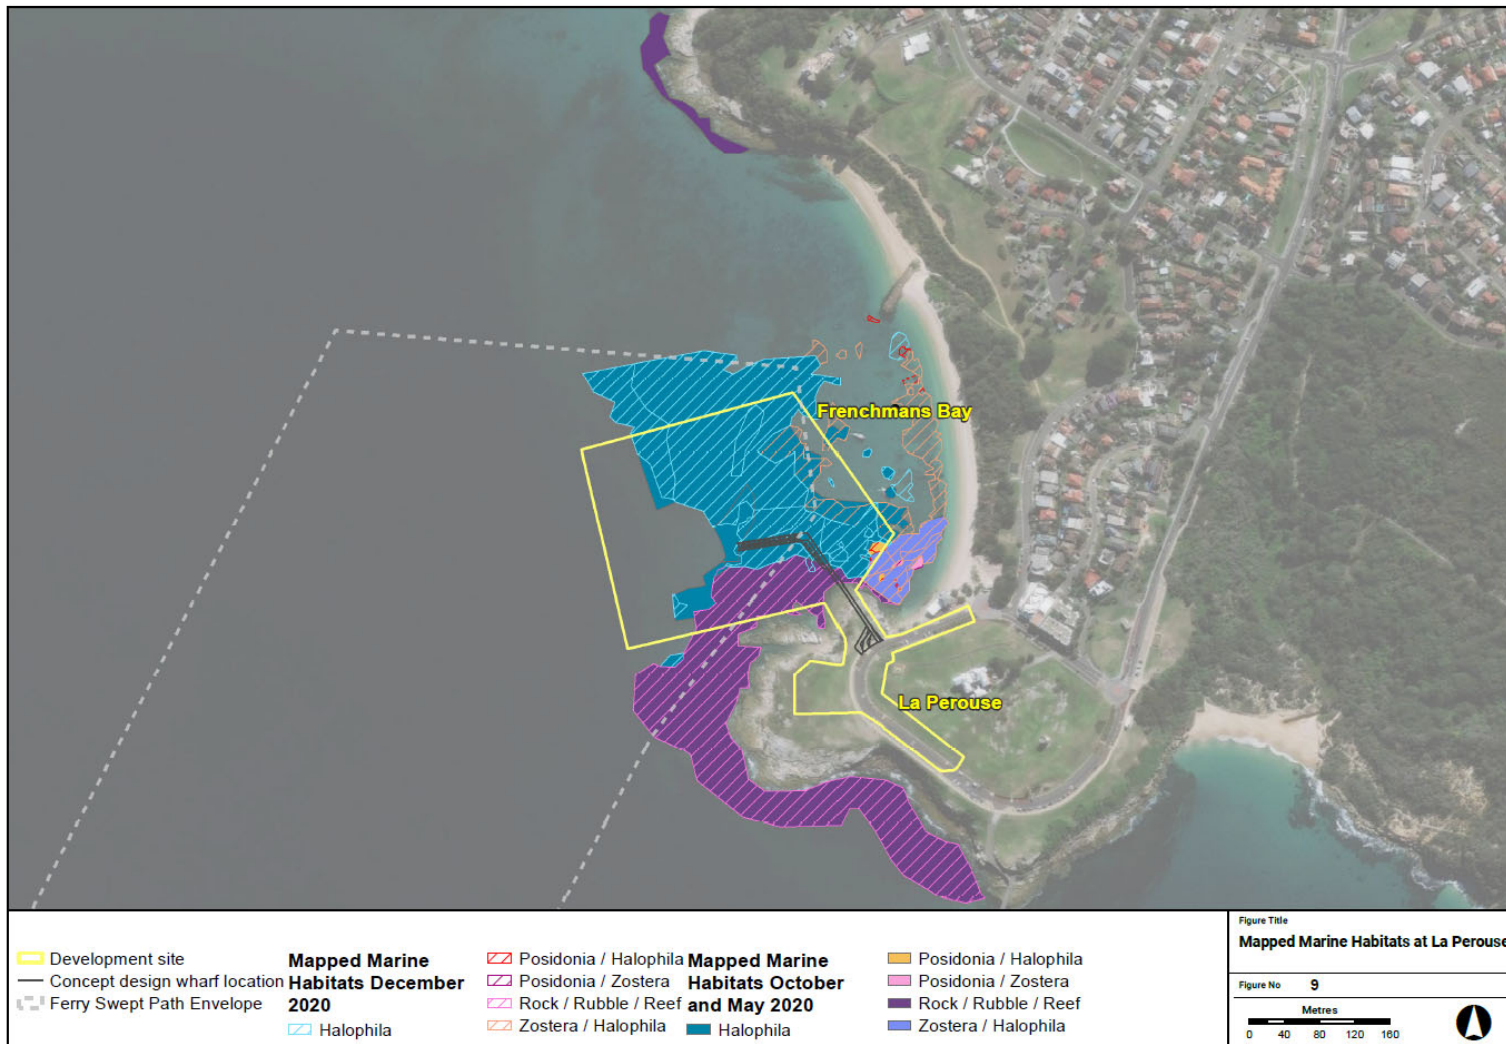 Frenchmans Bay
La Perouse
Development site
Concept design wharf location
Ferry Swept Path Envelope
Mapped Marine
Habitats December
2020
Halophila
Posidonia / Halophila
Posidonia / Zostera
Rock / Rubble / Reef
Zostera / Halophila
Mapped Marine
Habitats October
and May 2020
Halophila
Posidonia / Halophila
Posidonia / Zostera
Rock / Rubble / Reef
Zostera / Halophila
Figure Title
Mapped Marine Habitats at La Perouse
Figure No 9
Metres
0 40 80 120 160